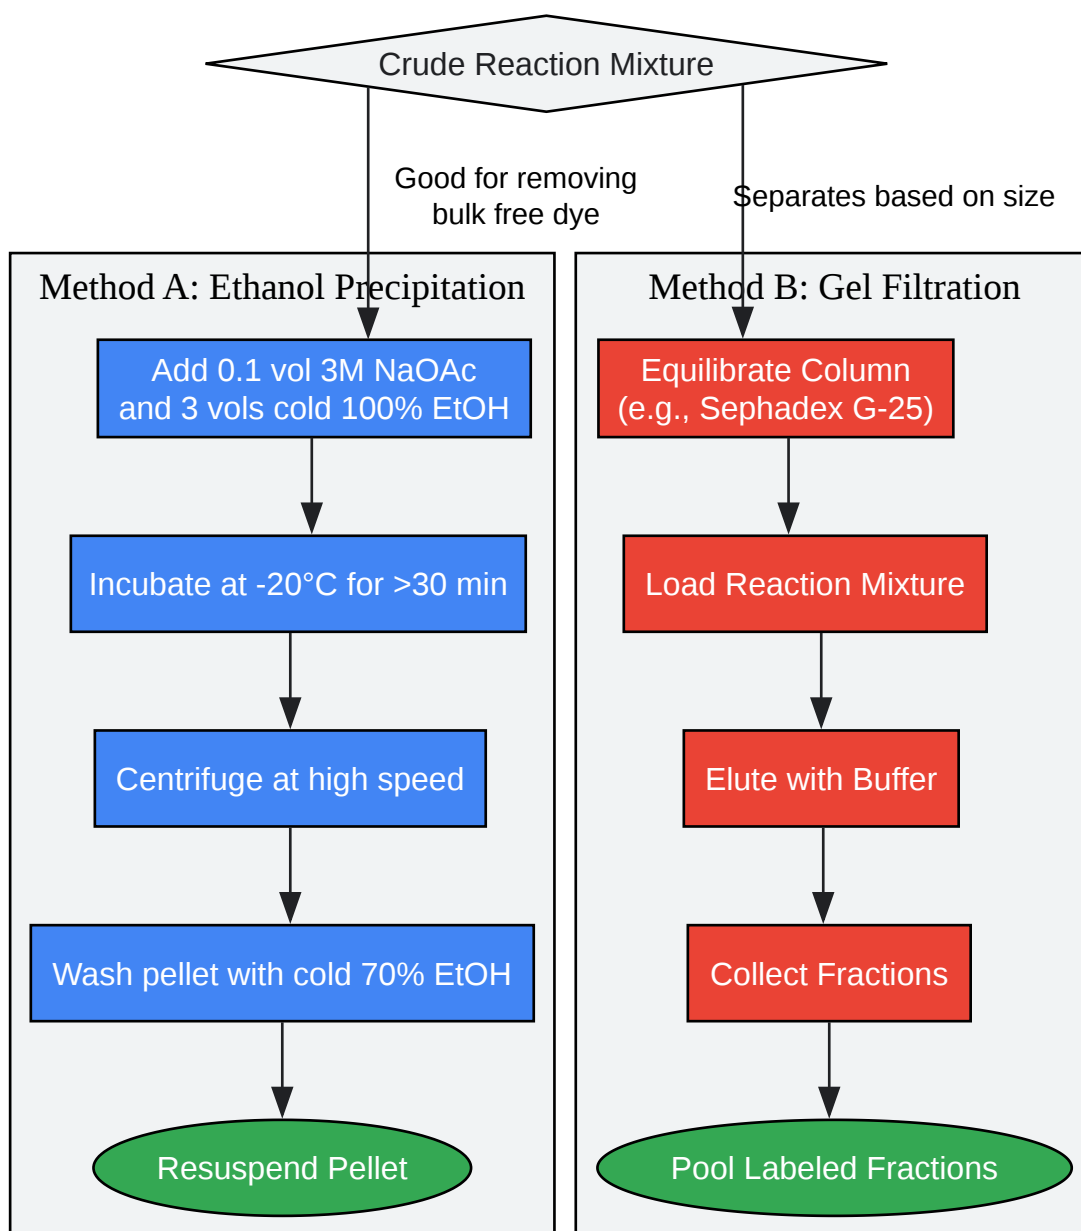 Crude Reaction Mixture
Good for removing
bulk free dye
Separates based on size
Method A: Ethanol Precipitation
Add 0.1 vol 3M NaOAc
and 3 vols cold 100% EtOH
Incubate at -20°C for >30 min
Centrifuge at high speed
Wash pellet with cold 70% EtOH
Resuspend Pellet
Method B: Gel Filtration
Equilibrate Column
(e.g., Sephadex G-25)
Load Reaction Mixture
Elute with Buffer
Collect Fractions
Pool Labeled Fractions